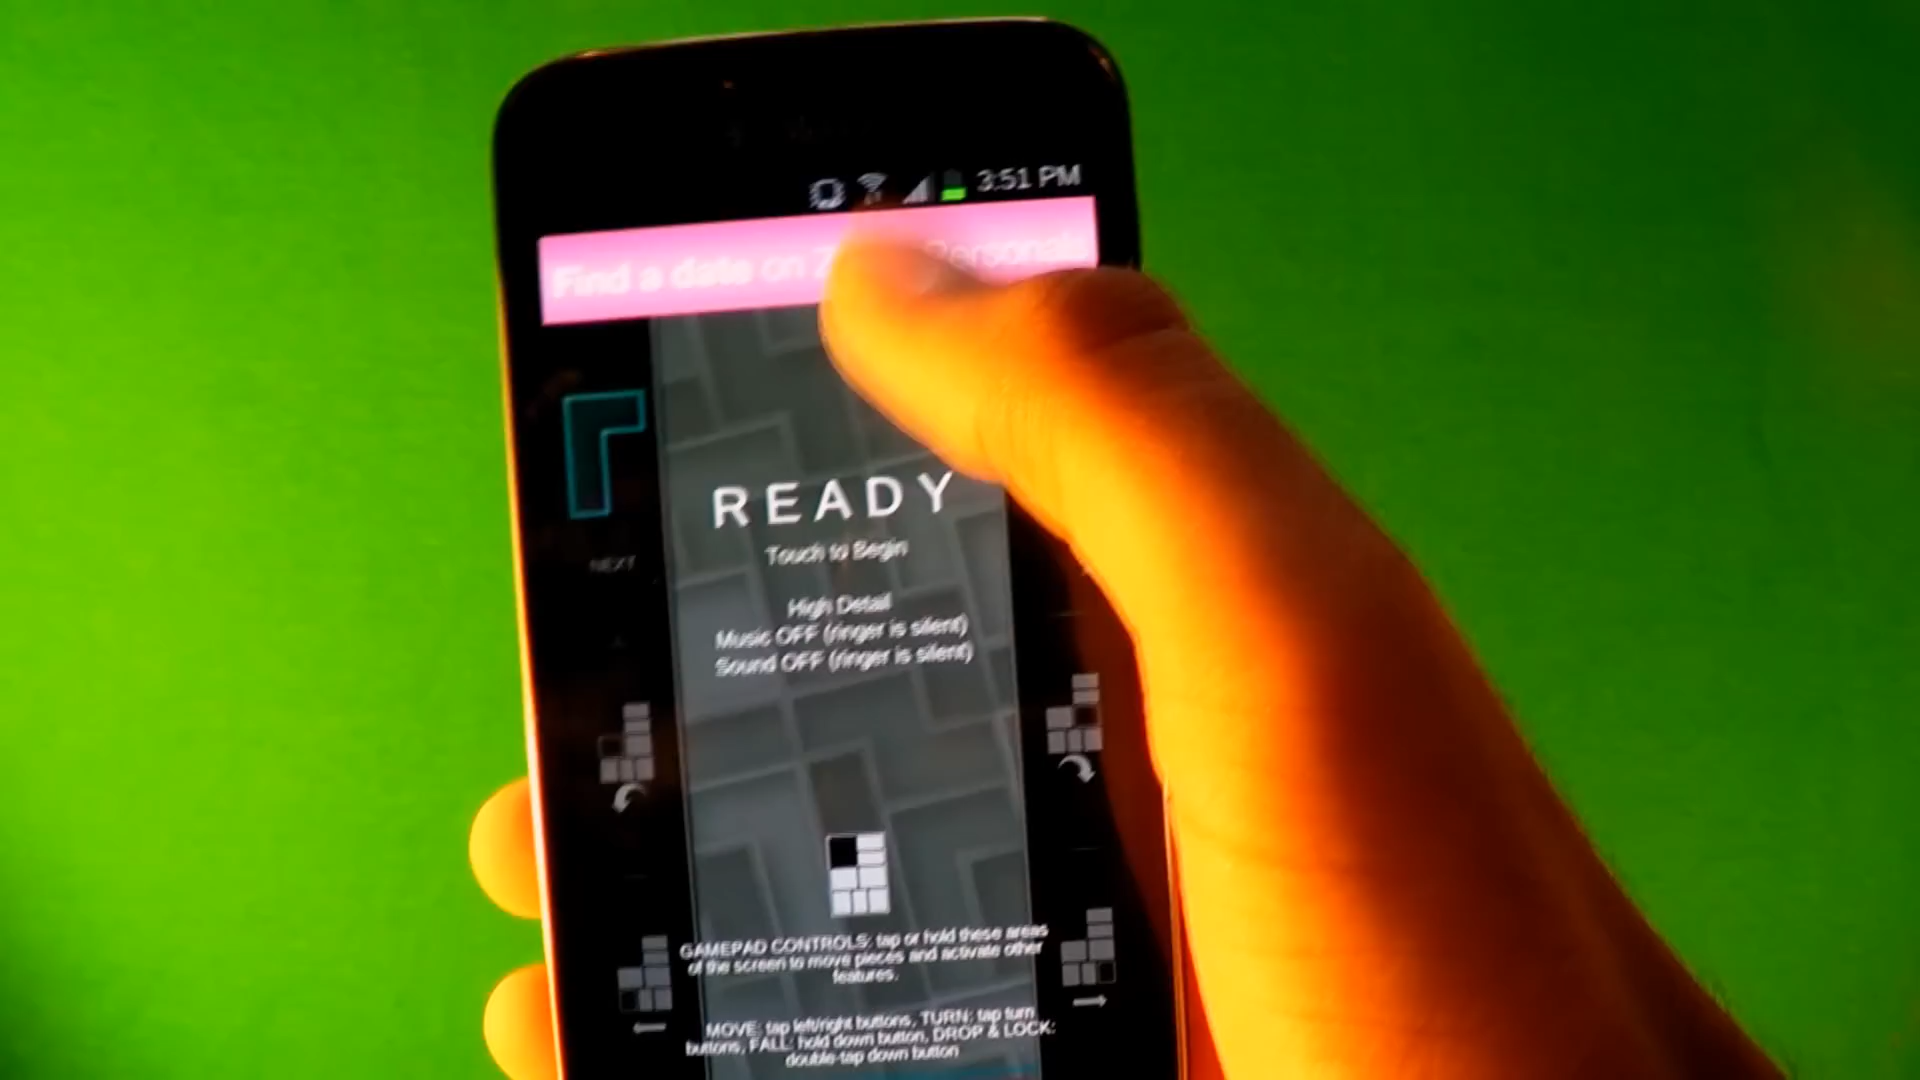 3:51 PM
Find a date on Personals
READY
Touch to Begin
NEXT
High Detail
Music OFF (ringer is silent)
Sound OFF (ringer is silent)
GAMEPAD CONTROLS: tap or hold these areas
of the screen to move pieces and activate other
features.
MOVE: tap left/right buttons, TURN: tap turn
buttons, FALL: hold down button, DROP & LOCK:
double-tap down button